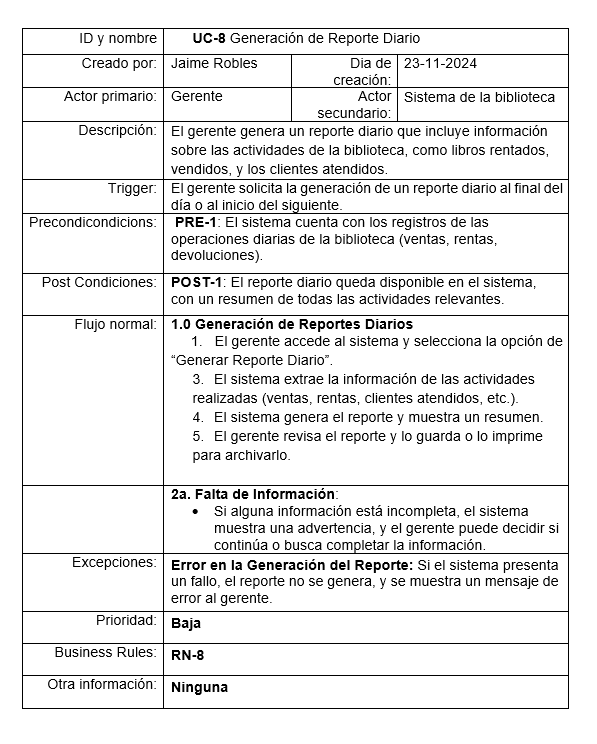 ID y nombre UC-8 Generación de Reporte Diario
Creado por: Jaime Robles Dia de 23-11-2024
creación:
Actor primario: Gerente Actor Sistema de la biblioteca
secundario:
Descripción: El gerente genera un reporte diario que incluye información
sobre las actividades de la biblioteca, como libros rentados,
vendidos, y los clientes atendidos.
Trigger: El gerente solicita la generación de un reporte diario al final del
día o al inicio del siguiente.
Precondicondicions: PRE-1: El sistema cuenta con los registros de las
operaciones diarias de la biblioteca (ventas, rentas,
devoluciones).
Post Condiciones: POST-1: El reporte diario queda disponible en el sistema,
con un resumen de todas las actividades relevantes.
Flujo normal: 1.0 Generación de Reportes Diarios
1. El gerente accede al sistema y selecciona la opción de
“Generar Reporte Diario”.
3. El sistema extrae la información de las actividades
realizadas (ventas, rentas, clientes atendidos, etc.).
4. El sistema genera el reporte y muestra un resumen.
5. El gerente revisa el reporte y lo guarda o lo imprime
para archivarlo.
2a. Falta de Información:
• Si alguna información está incompleta, el sistema
muestra una advertencia, y el gerente puede decidir si
continúa o busca completar la información.
Excepciones: Error en la Generación del Reporte: Si el sistema presenta
un fallo, el reporte no se genera, y se muestra un mensaje de
error al gerente.
Prioridad: Baja
Business Rules: RN-8
Otra información: Ninguna